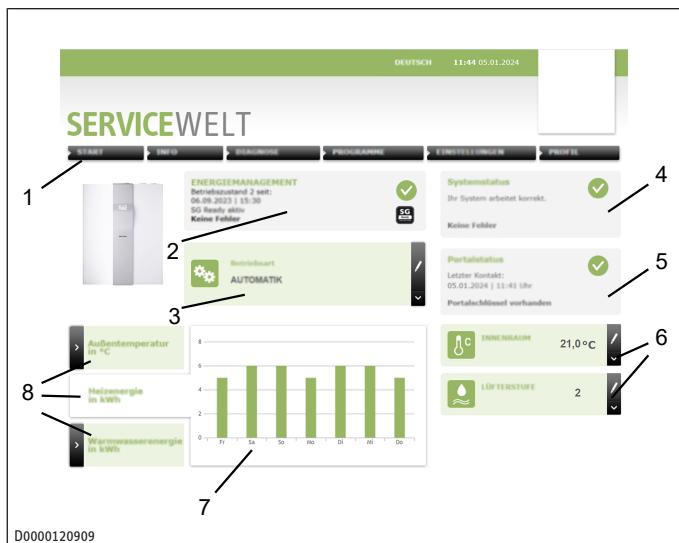 DEUTSCH 11:44 05.01.2024
SERVICEWELT
START INFO DIAGNOSE PROGRAMME EINSTELLUNGEN PROFIL
1
ENERGIEMANAGEMENT
Betriebszustand 2 seit:
06.09.2023 | 15:30
SG Ready aktiv
Keine Fehler
SG
2
Systemstatus
Ihr System arbeitet korrekt.
Keine Fehler
4
Betriebsart
AUTOMATIK
3
Portalstatus
Letzter Kontakt:
05.01.2024 | 11:41 Uhr
Portalschlüssel vorhanden
5
°C
INNENRAUM 21,0 °C
6
LÜFTERSTUFE 2
Außentemperatur
in °C
Heizenergie
in kWh
8
Warmwasserenergie
in kWh
8
6
4
2
0
Fr Sa So Mo Di Mi Do
7
D0000120909